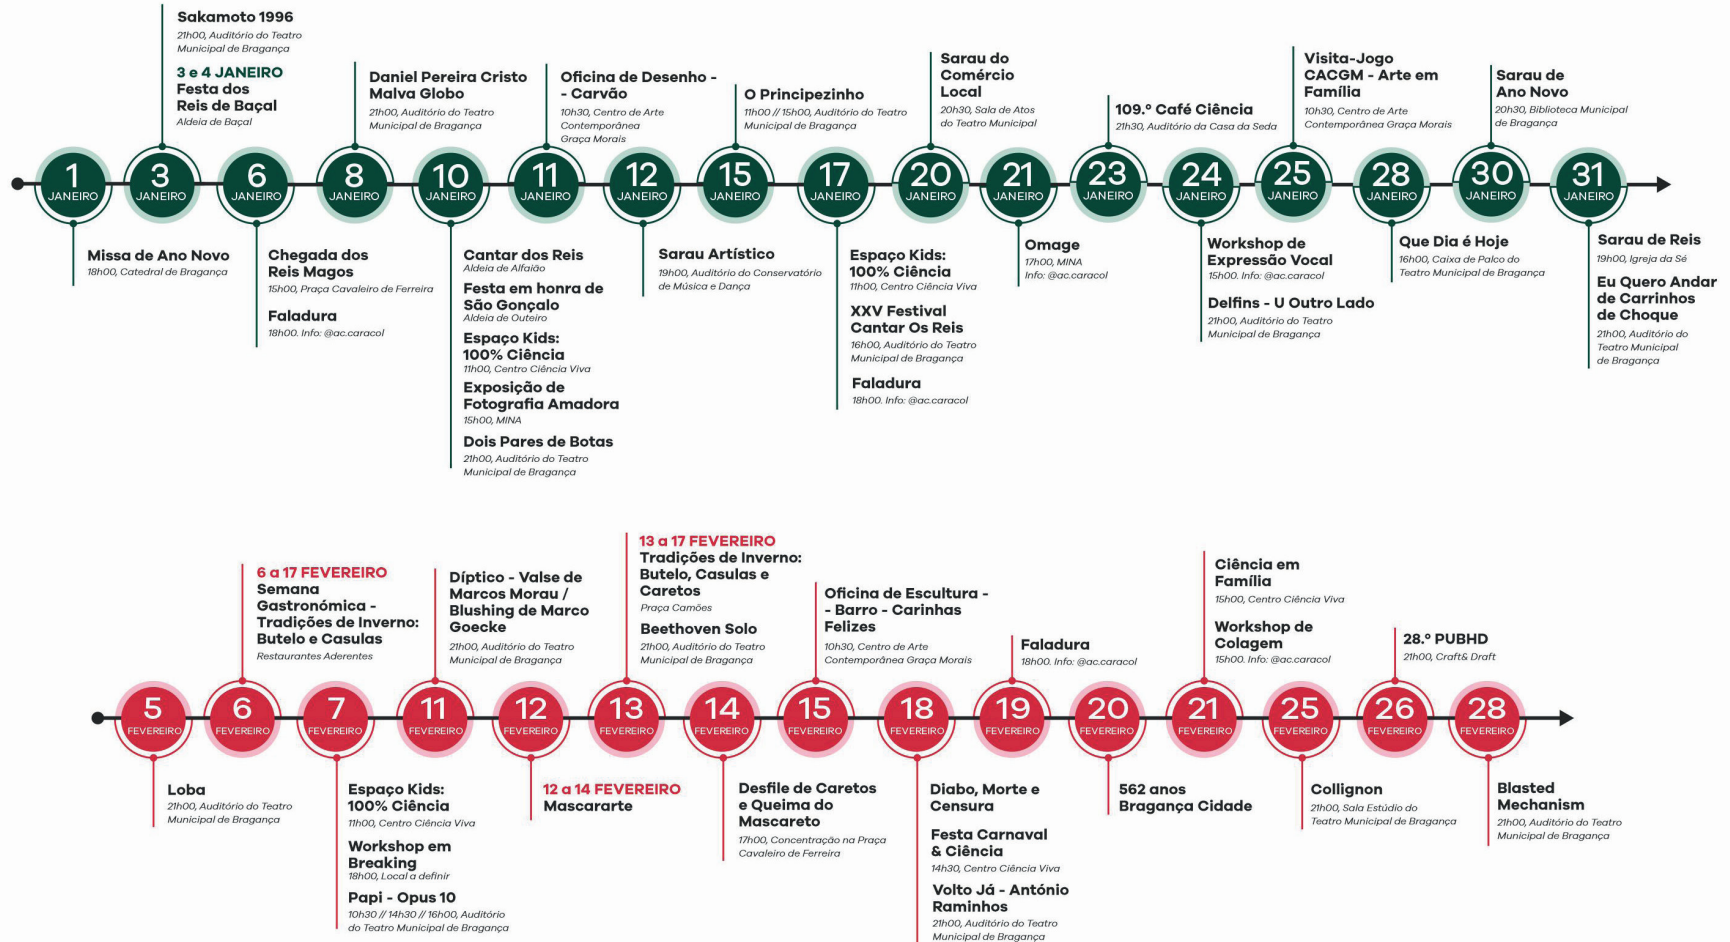 Sakamoto 1996
21h00, Auditório do Teatro
Municipal de Bragança
3 e 4 JANEIRO
Festa dos
Reis de Baçal
Aldeia de Baçal
Daniel Pereira Cristo
Malva Globo
21h00, Auditório do Teatro
Municipal de Bragança
Oficina de Desenho -
- Carvão
10h30, Centro de Arte
Contemporânea
Graça Morais
O Principezinho
11h00 // 15h00, Auditório do Teatro
Municipal de Bragança
Sarau do
Comércio
Local
20h30, Sala de Atos
do Teatro Municipal
109.º Café Ciência
21h30, Auditório da Casa da Seda
Visita-Jogo
CACGM - Arte em
Família
10h30, Centro de Arte
Contemporânea Graça Morais
Sarau de
Ano Novo
20h30, Biblioteca Municipal
de Bragança
1
JANEIRO
3
JANEIRO
6
JANEIRO
8
JANEIRO
10
JANEIRO
11
JANEIRO
12
JANEIRO
15
JANEIRO
17
JANEIRO
20
JANEIRO
21
JANEIRO
23
JANEIRO
24
JANEIRO
25
JANEIRO
28
JANEIRO
30
JANEIRO
31
JANEIRO
Missa de Ano Novo
18h00, Catedral de Bragança
Chegada dos
Reis Magos
15h00, Praça Cavaleiro de Ferreira
Faladura
18h00. Info: @ac.caracol
Cantar dos Reis
Aldeia de Alfaião
Festa em honra de
São Gonçalo
Aldeia de Outeiro
Espaço Kids:
100% Ciência
11h00, Centro Ciência Viva
Exposição de
Fotografia Amadora
15h00, MINA
Dois Pares de Botas
21h00, Auditório do Teatro
Municipal de Bragança
Sarau Artístico
19h00, Auditório do Conservatório
de Música e Dança
Espaço Kids:
100% Ciência
11h00, Centro Ciência Viva
XXV Festival
Cantar Os Reis
16h00, Auditório do Teatro
Municipal de Bragança
Faladura
18h00. Info: @ac.caracol
Omage
17h00, MINA
Info: @ac.caracol
Workshop de
Expressão Vocal
15h00. Info: @ac.caracol
Delfins - U Outro Lado
21h00, Auditório do Teatro
Municipal de Bragança
Que Dia é Hoje
16h00, Caixa de Palco do
Teatro Municipal de Bragança
Sarau de Reis
19h00, Igreja da Sé
Eu Quero Andar
de Carrinhos
de Choque
21h00, Auditório do
Teatro Municipal
de Bragança
6 a 17 FEVEREIRO
Semana
Gastronómica -
Tradições de Inverno:
Butelo e Casulas
Restaurantes Aderentes
Díptico - Valse de
Marcos Morau /
Blushing de Marco
Goecke
21h00, Auditório do Teatro
Municipal de Bragança
13 a 17 FEVEREIRO
Tradições de Inverno:
Butelo, Casulas e
Caretos
Praça Camões
Beethoven Solo
21h00, Auditório do Teatro
Municipal de Bragança
Oficina de Escultura -
- Barro - Carinhas
Felizes
10h30, Centro de Arte
Contemporânea Graça Morais
Faladura
18h00. Info: @ac.caracol
Ciência em
Família
15h00, Centro Ciência Viva
Workshop de
Colagem
15h00. Info: @ac.caracol
28.º PUBHD
21h00, Craft& Draft
5
FEVEREIRO
6
FEVEREIRO
7
FEVEREIRO
11
FEVEREIRO
12
FEVEREIRO
13
FEVEREIRO
14
FEVEREIRO
15
FEVEREIRO
18
FEVEREIRO
19
FEVEREIRO
20
FEVEREIRO
21
FEVEREIRO
25
FEVEREIRO
26
FEVEREIRO
28
FEVEREIRO
Loba
21h00, Auditório do Teatro
Municipal de Bragança
Espaço Kids:
100% Ciência
11h00, Centro Ciência Viva
Workshop em
Breaking
18h00, Local a definir
Papi - Opus 10
10h30 // 14h30 // 16h00, Auditório
do Teatro Municipal de Bragança
12 a 14 FEVEREIRO
Mascararte
Desfile de Caretos
e Queima do
Mascareto
17h00, Concentração na Praça
Cavaleiro de Ferreira
Diabo, Morte e
Censura
Festa Carnaval
& Ciência
14h30, Centro Ciência Viva
Volto Já - António
Raminhos
21h00, Auditório do Teatro
Municipal de Bragança
562 anos
Bragança Cidade
Collignon
21h00, Sala Estúdio do
Teatro Municipal de Bragança
Blasted
Mechanism
21h00, Auditório do Teatro
Municipal de Bragança